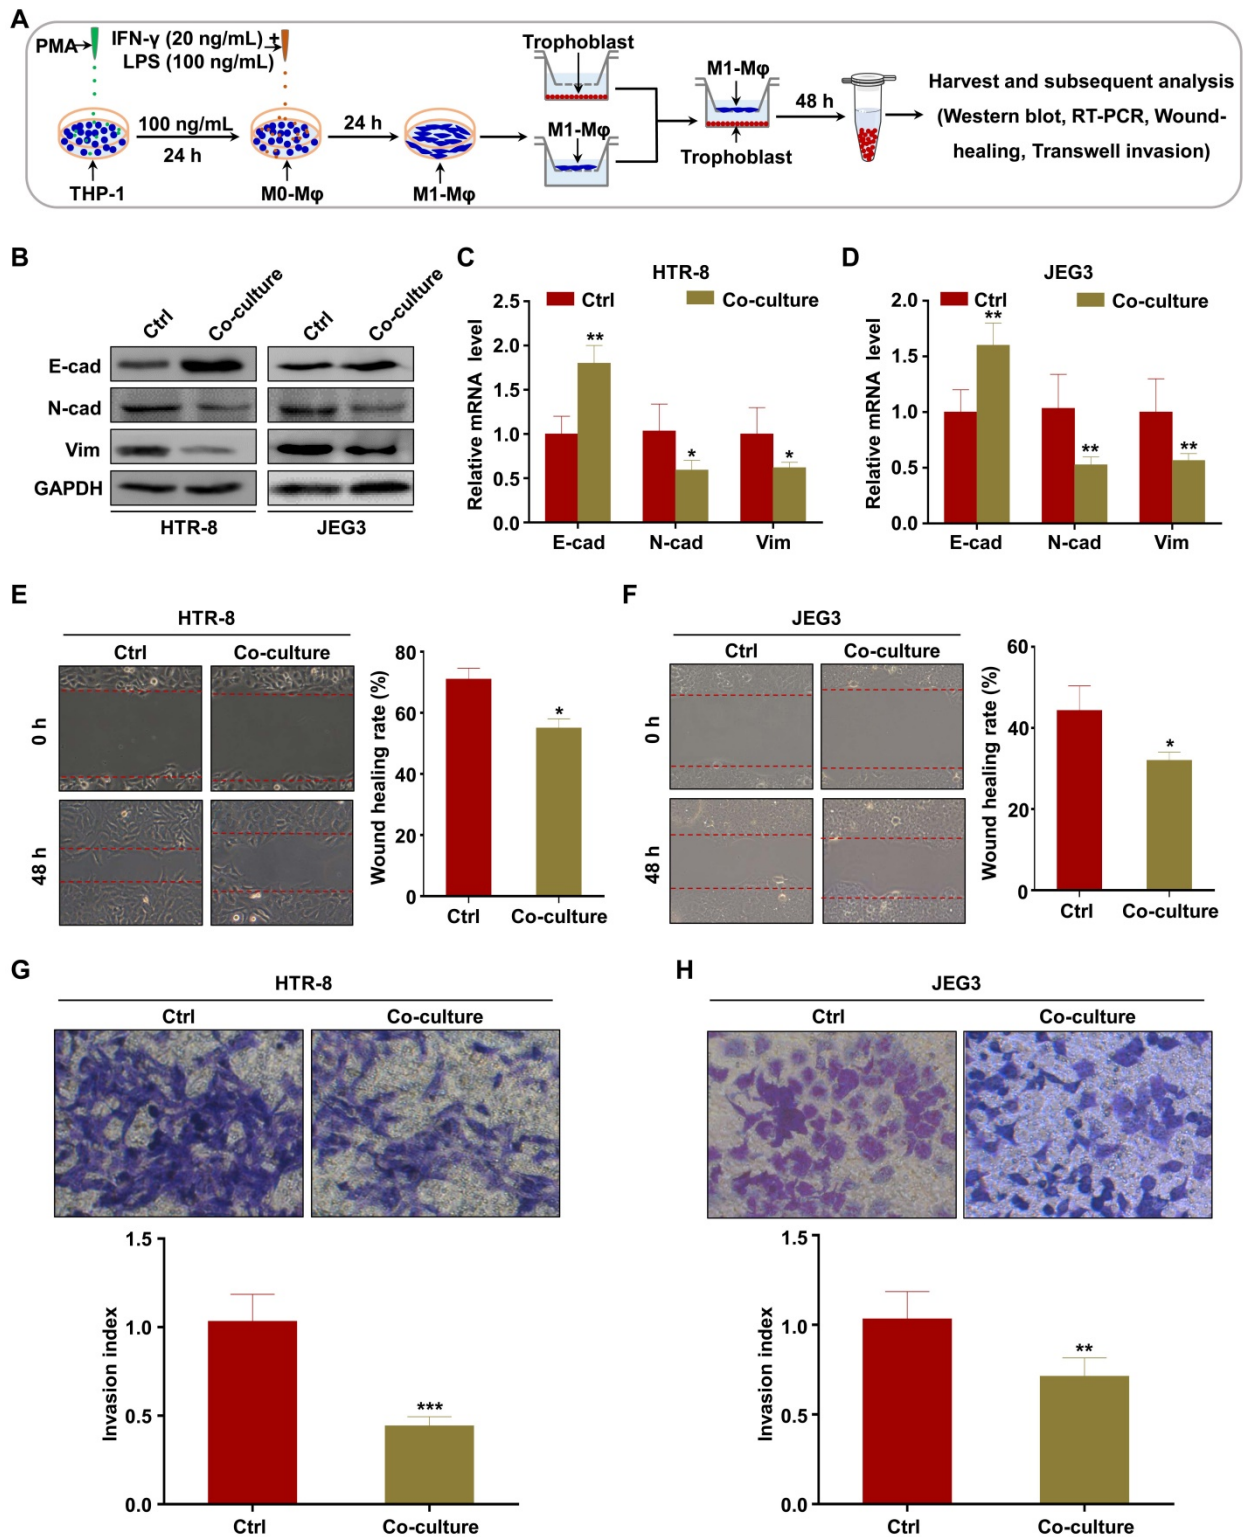 A
PMA
IFN-γ (20 ng/mL) +
LPS (100 ng/mL)
100 ng/mL
24 h
24 h
THP-1
M0-Mφ
M1-Mφ
Trophoblast
M1-Mφ
M1-Mφ
Trophoblast
48 h
Harvest and subsequent analysis
(Western blot, RT-PCR, Wound-
healing, Transwell invasion)
B
Ctrl
Co-culture
Ctrl
Co-culture
E-cad
N-cad
Vim
GAPDH
HTR-8
JEG3
C
HTR-8
Ctrl
Co-culture
Relative mRNA level
2.5
2.0
1.5
1.0
0.5
0.0
**
*
*
E-cad
N-cad
Vim
D
JEG3
Ctrl
Co-culture
Relative mRNA level
2.0
1.5
1.0
0.5
0.0
**
**
**
E-cad
N-cad
Vim
E
HTR-8
Ctrl
Co-culture
0 h
48 h
Wound healing rate (%)
80
60
40
20
0
*
Ctrl
Co-culture
F
JEG3
Ctrl
Co-culture
0 h
48 h
Wound healing rate (%)
60
40
20
0
*
Ctrl
Co-culture
G
HTR-8
Ctrl
Co-culture
Invasion index
1.5
1.0
0.5
0.0
***
Ctrl
Co-culture
H
JEG3
Ctrl
Co-culture
Invasion index
1.5
1.0
0.5
0.0
**
Ctrl
Co-culture